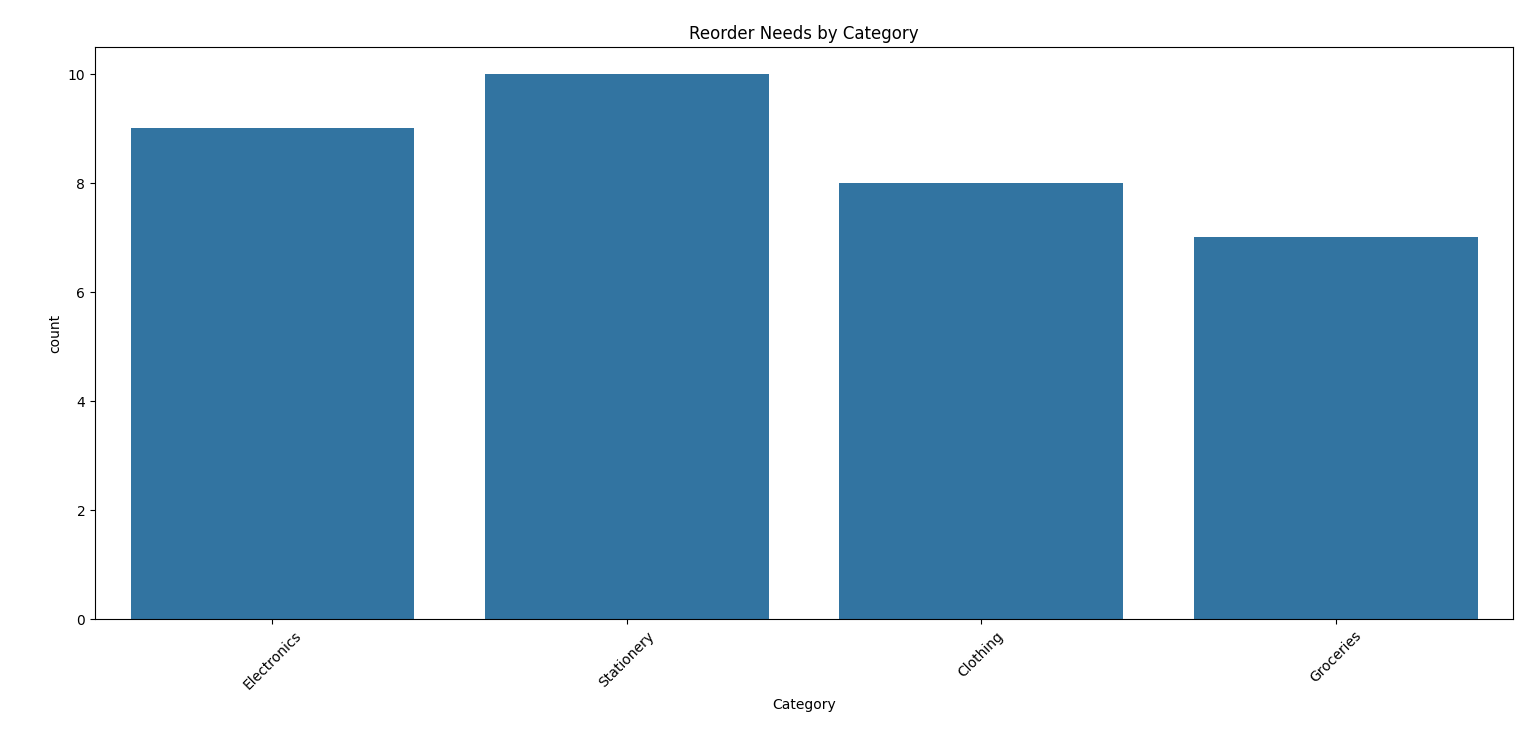 Reorder Needs by Category
10
8
6
4
2
0
count
Electronics
Stationery
Clothing
Groceries
Category